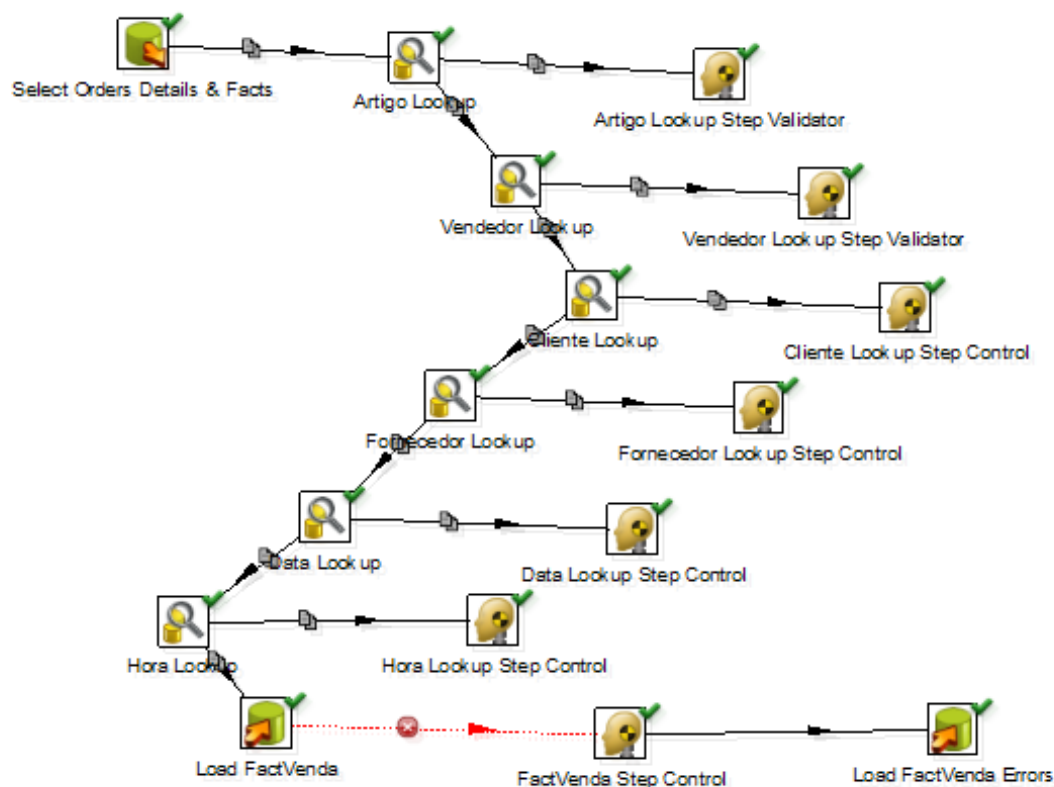 Select Orders Details & Facts
Artigo Lookup
Artigo Lookup Step Validator
Vendedor Lookup
Vendedor Lookup Step Validator
Cliente Lookup
Cliente Lookup Step Control
Fornecedor Lookup
Fornecedor Lookup Step Control
Data Lookup
Data Lookup Step Control
Hora Lookup
Hora Lookup Step Control
Load FactVenda
FactVenda Step Control
Load FactVenda Errors